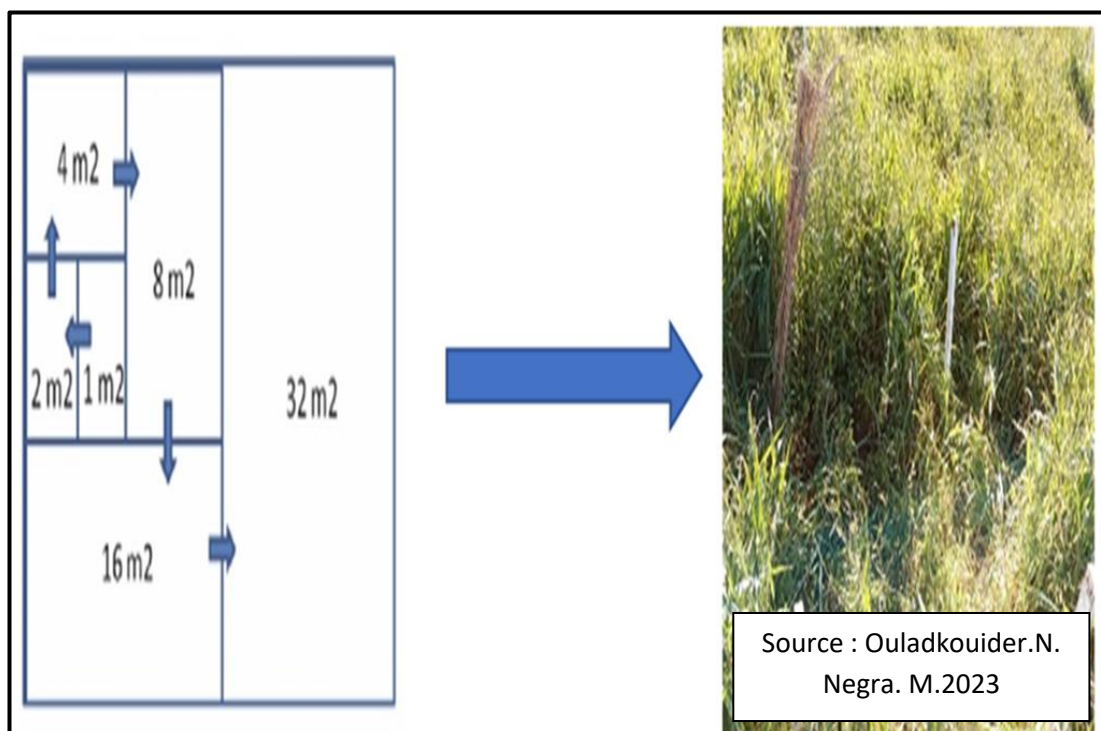 4 m2
8 m2
2 m2
1 m2
32 m2
16 m2
Source : Ouladkouider.N.
Negra. M.2023